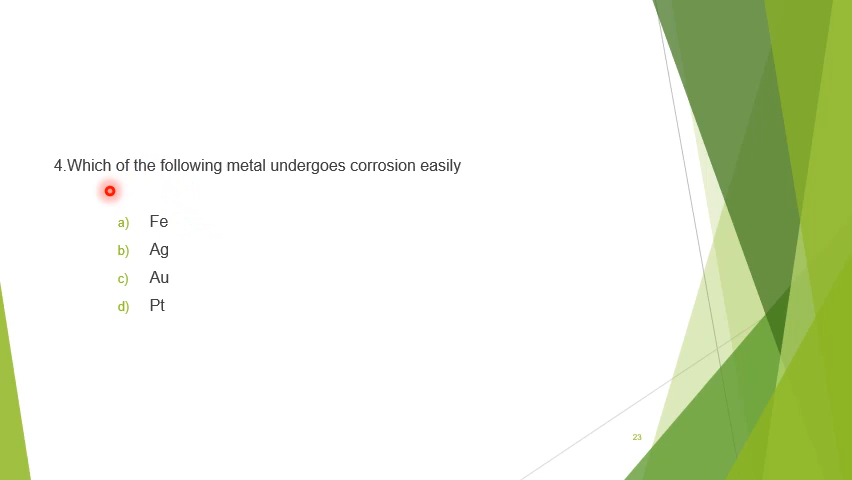 4.Which of the following metal undergoes corrosion easily
a) Fe
b) Ag
c) Au
d) Pt
23